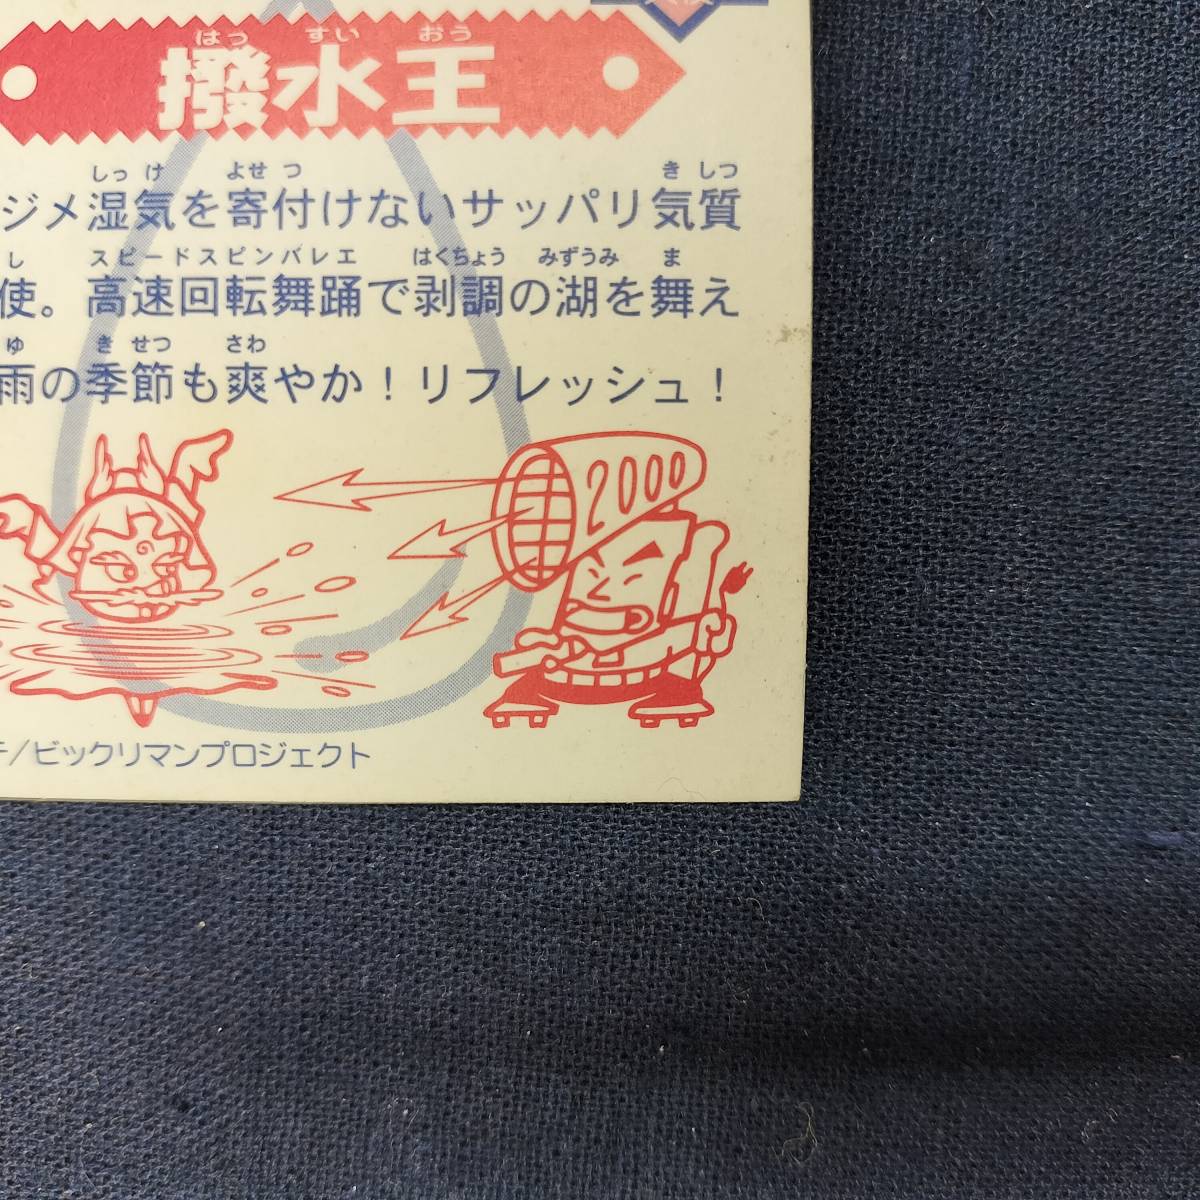 はっ すい おう
撥水王
しっ け よせ つ き しつ
ジメ湿気を寄付けないサッパリ気質
し スピードスピンバレエ はくちょう みずうみ ま
使。高速回転舞踊で剥調の湖を舞え
ゆ き せつ さわ
雨の季節も爽やか！リフレッシュ！
2000
/ビックリマンプロジェクト